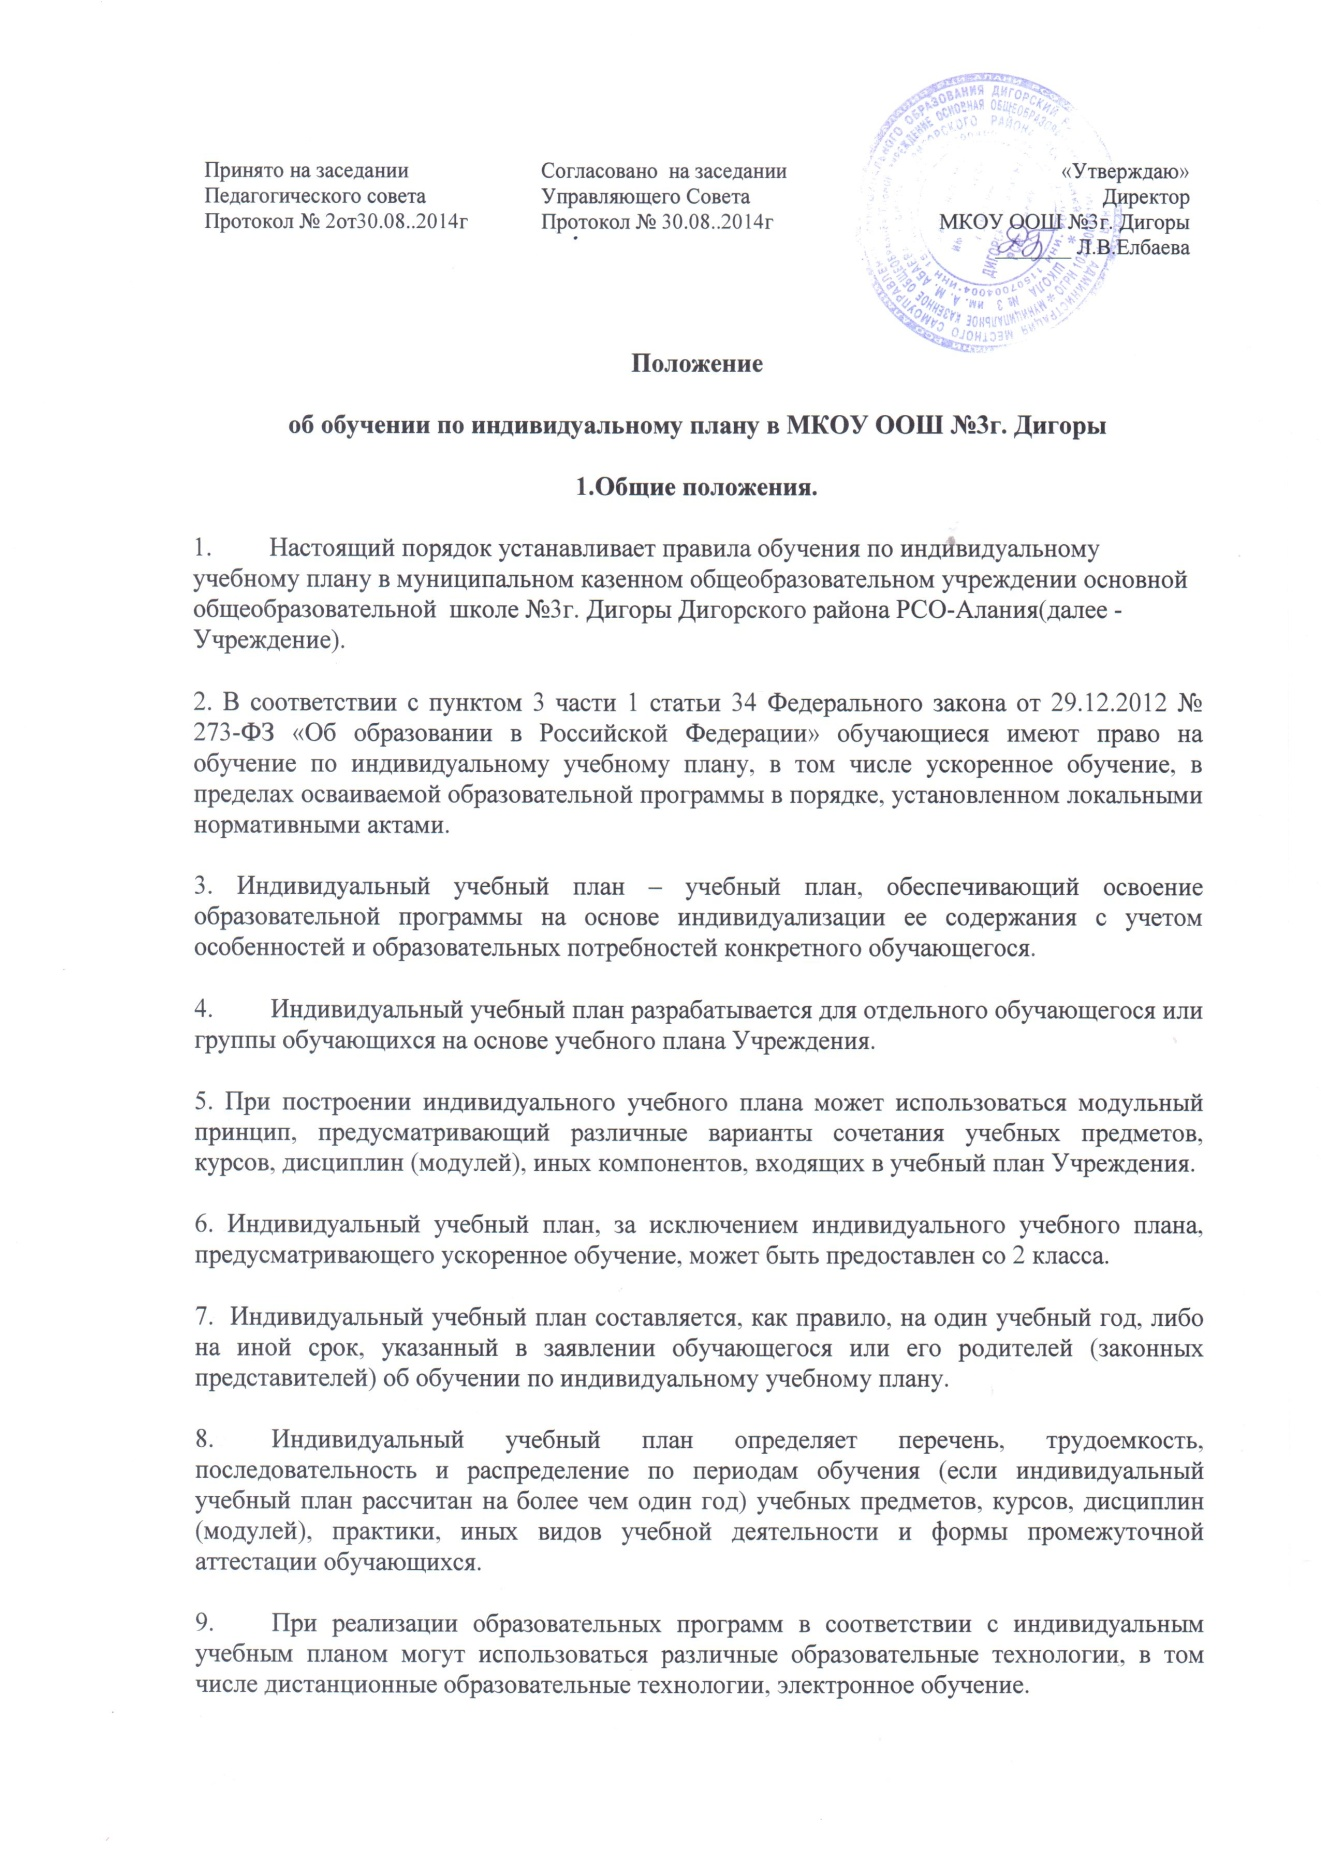 Принято на заседании
Педагогического совета
Протокол № 2от30.08..2014г
Согласовано  на заседании
Управляющего Совета
Протокол № 30.08..2014г
«Утверждаю»
Директор
МКОУ ООШ №3г. Дигоры
Л.В.Елбаева
Положение
об обучении по индивидуальному плану в МКОУ ООШ №3г. Дигоры
1.Общие положения.
1. Настоящий порядок устанавливает правила обучения по индивидуальному
учебному плану в муниципальном казенном общеобразовательном учреждении основной
общеобразовательной  школе №3г. Дигоры Дигорского района РСО-Алания(далее -
Учреждение).
2. В соответствии с пунктом 3 части 1 статьи 34 Федерального закона от 29.12.2012 №
273-ФЗ «Об образовании в Российской Федерации» обучающиеся имеют право на
обучение по индивидуальному учебному плану, в том числе ускоренное обучение, в
пределах осваиваемой образовательной программы в порядке, установленном локальными
нормативными актами.
3. Индивидуальный учебный план – учебный план, обеспечивающий освоение
образовательной программы на основе индивидуализации ее содержания с учетом
особенностей и образовательных потребностей конкретного обучающегося.
4. Индивидуальный учебный план разрабатывается для отдельного обучающегося или
группы обучающихся на основе учебного плана Учреждения.
5. При построении индивидуального учебного плана может использоваться модульный
принцип, предусматривающий различные варианты сочетания учебных предметов,
курсов, дисциплин (модулей), иных компонентов, входящих в учебный план Учреждения.
6. Индивидуальный учебный план, за исключением индивидуального учебного плана,
предусматривающего ускоренное обучение, может быть предоставлен со 2 класса.
7. Индивидуальный учебный план составляется, как правило, на один учебный год, либо
на иной срок, указанный в заявлении обучающегося или его родителей (законных
представителей) об обучении по индивидуальному учебному плану.
8. Индивидуальный учебный план определяет перечень, трудоемкость,
последовательность и распределение по периодам обучения (если индивидуальный
учебный план рассчитан на более чем один год) учебных предметов, курсов, дисциплин
(модулей), практики, иных видов учебной деятельности и формы промежуточной
аттестации обучающихся.
9. При реализации образовательных программ в соответствии с индивидуальным
учебным планом могут использоваться различные образовательные технологии, в том
числе дистанционные образовательные технологии, электронное обучение.